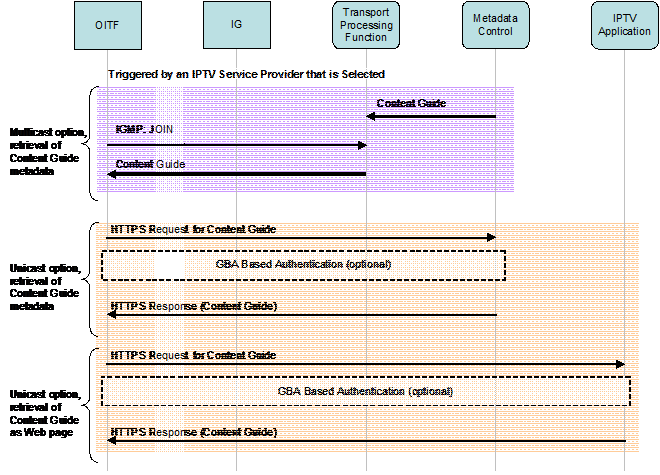 OITF
IG
Transport
Processing
Function
Metadata
Control
IPTV
Application
Triggered by an IPTV Service Provider that is Selected
Multicast option,
retrieval of
Content Guide
metadata
Content Guide
IGMP: JOIN
Content Guide
Unicast option,
retrieval of
Content Guide
metadata
HTTPS Request for Content Guide
GBA Based Authentication (optional)
HTTPS Response (Content Guide)
Unicast option,
retrieval of
Content Guide
as Web page
HTTPS Request for Content Guide
GBA Based Authentication (optional)
HTTPS Response (Content Guide)